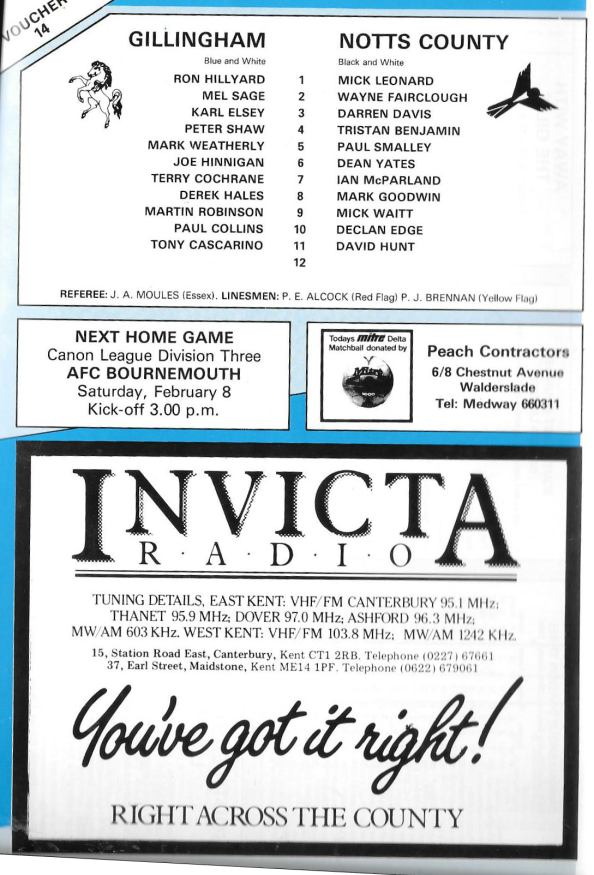 VOUCHER
14
GILLINGHAM NOTTS COUNTY
Blue and White Black and White
RON HILLYARD 1 MICK LEONARD
MEL SAGE 2 WAYNE FAIRCLOUGH
KARL ELSEY 3 DARREN DAVIS
PETER SHAW 4 TRISTAN BENJAMIN
MARK WEATHERLY 5 PAUL SMALLEY
JOE HINNIGAN 6 DEAN YATES
TERRY COCHRANE 7 IAN McPARLAND
DEREK HALES 8 MARK GOODWIN
MARTIN ROBINSON 9 MICK WAITT
PAUL COLLINS 10 DECLAN EDGE
TONY CASCARINO 11 DAVID HUNT
12
REFEREE: J. A. MOULES (Essex). LINESMEN: P. E. ALCOCK (Red Flag) P. J. BRENNAN (Yellow Flag)
NEXT HOME GAME
Canon League Division Three
AFC BOURNEMOUTH
Saturday, February 8
Kick-off 3.00 p.m.
Todays mitre Delta
Matchball donated by
Mitre
Peach Contractors
6/8 Chestnut Avenue
Walderslade
Tel: Medway 660311
INVICTA
R·A·D·I·O
TUNING DETAILS, EAST KENT: VHF/FM CANTERBURY 95.1 MHz;
THANET 95.9 MHz; DOVER 97.0 MHz; ASHFORD 96.3 MHz;
MW/AM 603 KHz. WEST KENT: VHF/FM 103.8 MHz; MW/AM 1242 KHz.
15, Station Road East, Canterbury, Kent CT1 2RB. Telephone (0227) 67661
37, Earl Street, Maidstone, Kent ME14 1PF. Telephone (0622) 679061
You've got it right!
RIGHT ACROSS THE COUNTY